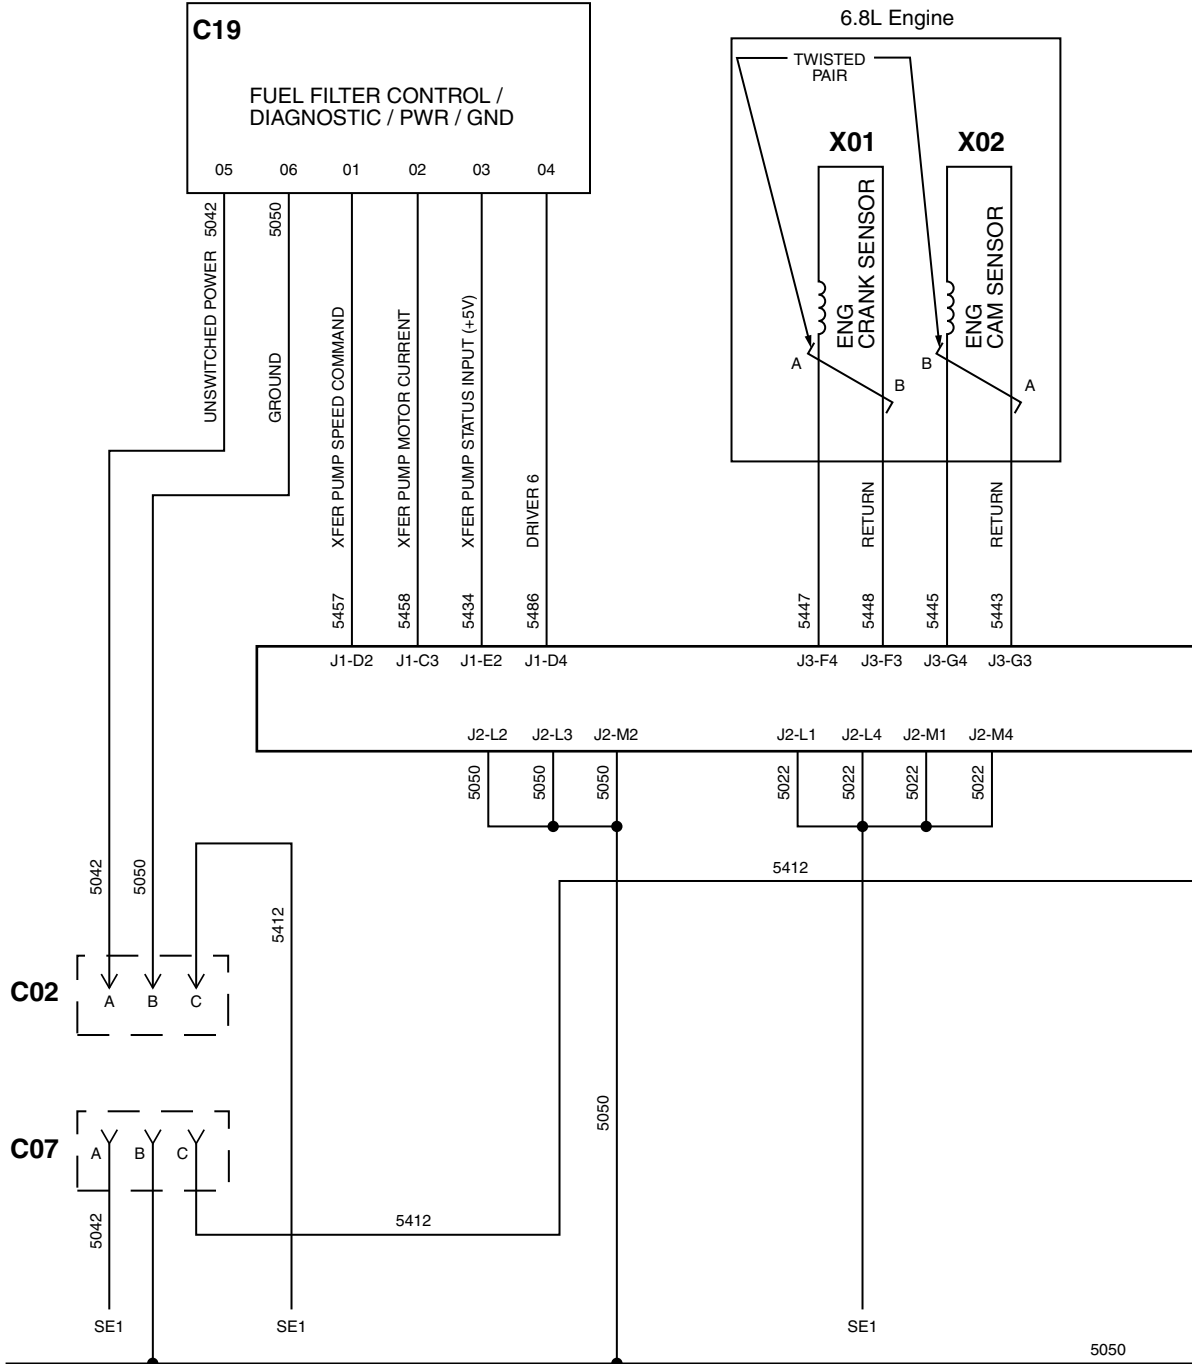 6.8L Engine
C19
FUEL FILTER CONTROL /
DIAGNOSTIC / PWR / GND
05 06 01 02 03 04
TWISTED
PAIR
X01 X02
ENG
CRANK SENSOR
ENG
CAM SENSOR
A B B A
5042
5050
UNSWITCHED POWER
GROUND
XFER PUMP SPEED COMMAND
XFER PUMP MOTOR CURRENT
XFER PUMP STATUS INPUT (+5V)
DRIVER 6
RETURN
RETURN
5457
5458
5434
5486
5447
5448
5445
5443
J1-D2 J1-C3 J1-E2 J1-D4 J3-F4 J3-F3 J3-G4 J3-G3
J2-L2 J2-L3 J2-M2 J2-L1 J2-L4 J2-M1 J2-M4
5050
5050
5050
5022
5022
5022
5022
5412
5042
5050
5412
C02
A B C
5050
C07
A B C
5042
5412
SE1 SE1 SE1
5050